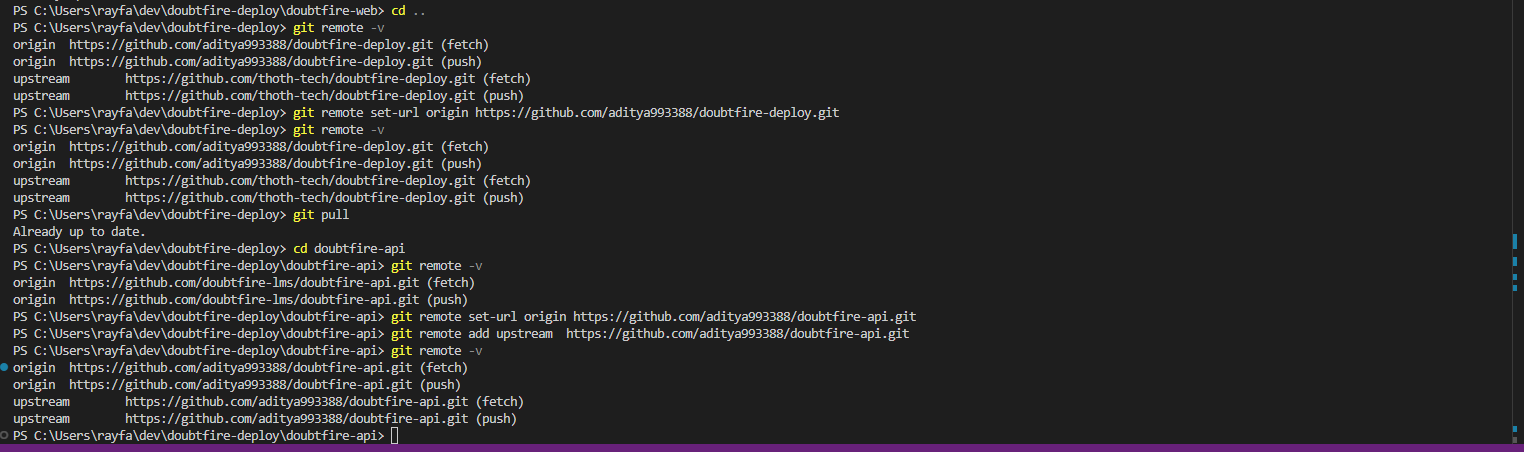 PS C:\Users\rayfa\dev\doubtfire-deploy\doubtfire-web> cd ..
PS C:\Users\rayfa\dev\doubtfire-deploy> git remote -v
origin  https://github.com/aditya993388/doubtfire-deploy.git (fetch)
origin  https://github.com/aditya993388/doubtfire-deploy.git (push)
upstream        https://github.com/thoth-tech/doubtfire-deploy.git (fetch)
upstream        https://github.com/thoth-tech/doubtfire-deploy.git (push)
PS C:\Users\rayfa\dev\doubtfire-deploy> git remote set-url origin https://github.com/aditya993388/doubtfire-deploy.git
PS C:\Users\rayfa\dev\doubtfire-deploy> git remote -v
origin  https://github.com/aditya993388/doubtfire-deploy.git (fetch)
origin  https://github.com/aditya993388/doubtfire-deploy.git (push)
upstream        https://github.com/thoth-tech/doubtfire-deploy.git (fetch)
upstream        https://github.com/thoth-tech/doubtfire-deploy.git (push)
PS C:\Users\rayfa\dev\doubtfire-deploy> git pull
Already up to date.
PS C:\Users\rayfa\dev\doubtfire-deploy> cd doubtfire-api
PS C:\Users\rayfa\dev\doubtfire-deploy\doubtfire-api> git remote -v
origin  https://github.com/doubtfire-lms/doubtfire-api.git (fetch)
origin  https://github.com/doubtfire-lms/doubtfire-api.git (push)
PS C:\Users\rayfa\dev\doubtfire-deploy\doubtfire-api> git remote set-url origin https://github.com/aditya993388/doubtfire-api.git
PS C:\Users\rayfa\dev\doubtfire-deploy\doubtfire-api> git remote add upstream  https://github.com/aditya993388/doubtfire-api.git
PS C:\Users\rayfa\dev\doubtfire-deploy\doubtfire-api> git remote -v
origin  https://github.com/aditya993388/doubtfire-api.git (fetch)
origin  https://github.com/aditya993388/doubtfire-api.git (push)
upstream        https://github.com/aditya993388/doubtfire-api.git (fetch)
upstream        https://github.com/aditya993388/doubtfire-api.git (push)
PS C:\Users\rayfa\dev\doubtfire-deploy\doubtfire-api>